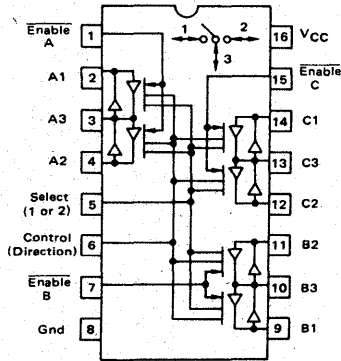 Enable
A
1
1
2
3
16
VCC
A1
2
15
Enable
C
A3
3
14
C1
A2
4
13
C3
Select
(1 or 2)
5
12
C2
Control
(Direction)
6
11
B2
Enable
B
7
10
B3
Gnd
8
9
B1